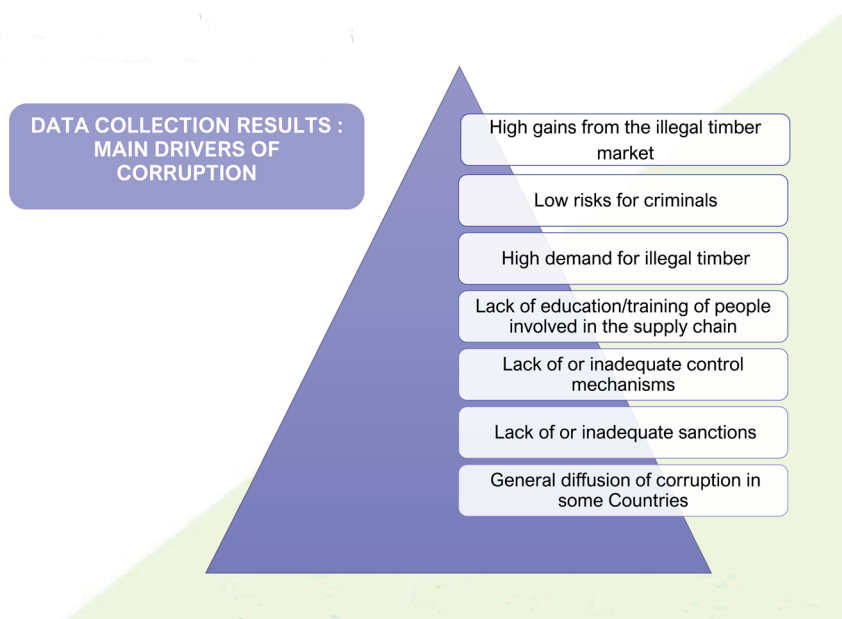 DATA COLLECTION RESULTS :
MAIN DRIVERS OF
CORRUPTION
High gains from the illegal timber
market
Low risks for criminals
High demand for illegal timber
Lack of education/training of people
involved in the supply chain
Lack of or inadequate control
mechanisms
Lack of or inadequate sanctions
General diffusion of corruption in
some Countries